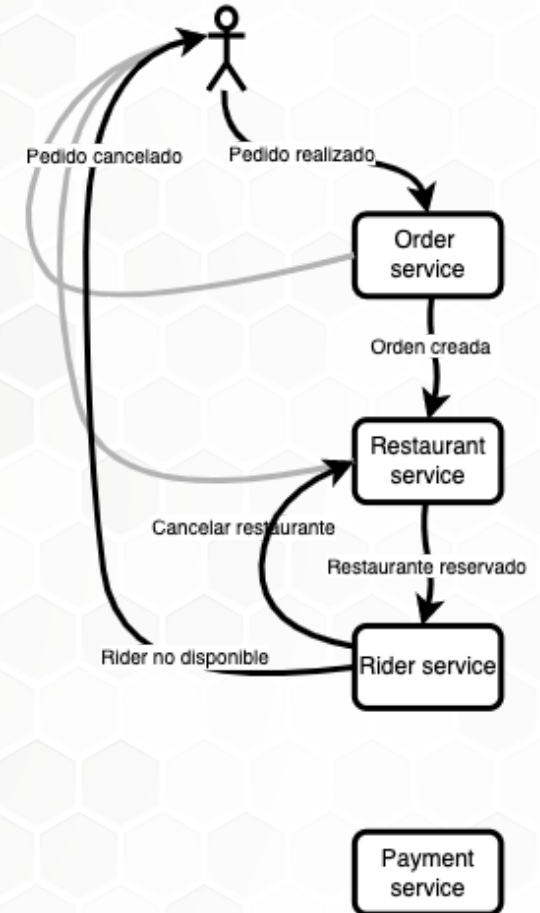 Pedido cancelado
Pedido realizado
Order
service
Orden creada
Restaurant
service
Cancelar restaurante
Restaurante reservado
Rider no disponible
Rider service
Payment
service